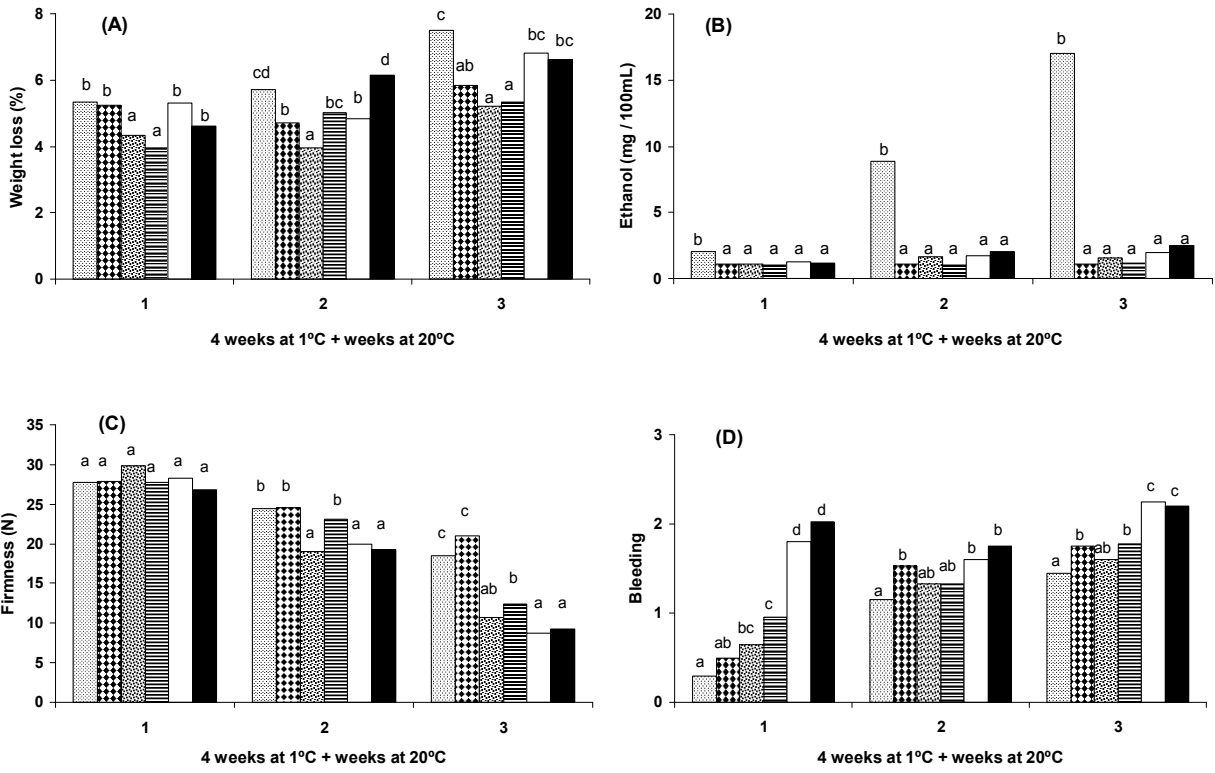 (A)
Weight loss (%)
8
6
4
2
0
b b a a b b
cd b a bc b d
c ab a a bc bc
1 2 3
4 weeks at 1ºC + weeks at 20ºC
(B)
Ethanol (mg / 100mL)
20
15
10
5
0
b a a a a a
b a a a a a
b a a a a a
1 2 3
4 weeks at 1ºC + weeks at 20ºC
(C)
Firmness (N)
35
30
25
20
15
10
5
0
a a a a a a
b b a b a a
c c ab b a a
1 2 3
4 weeks at 1ºC + weeks at 20ºC
(D)
Bleeding
3
2
1
0
a ab bc c d d
a b ab ab b b
a b ab b c c
1 2 3
4 weeks at 1ºC + weeks at 20ºC